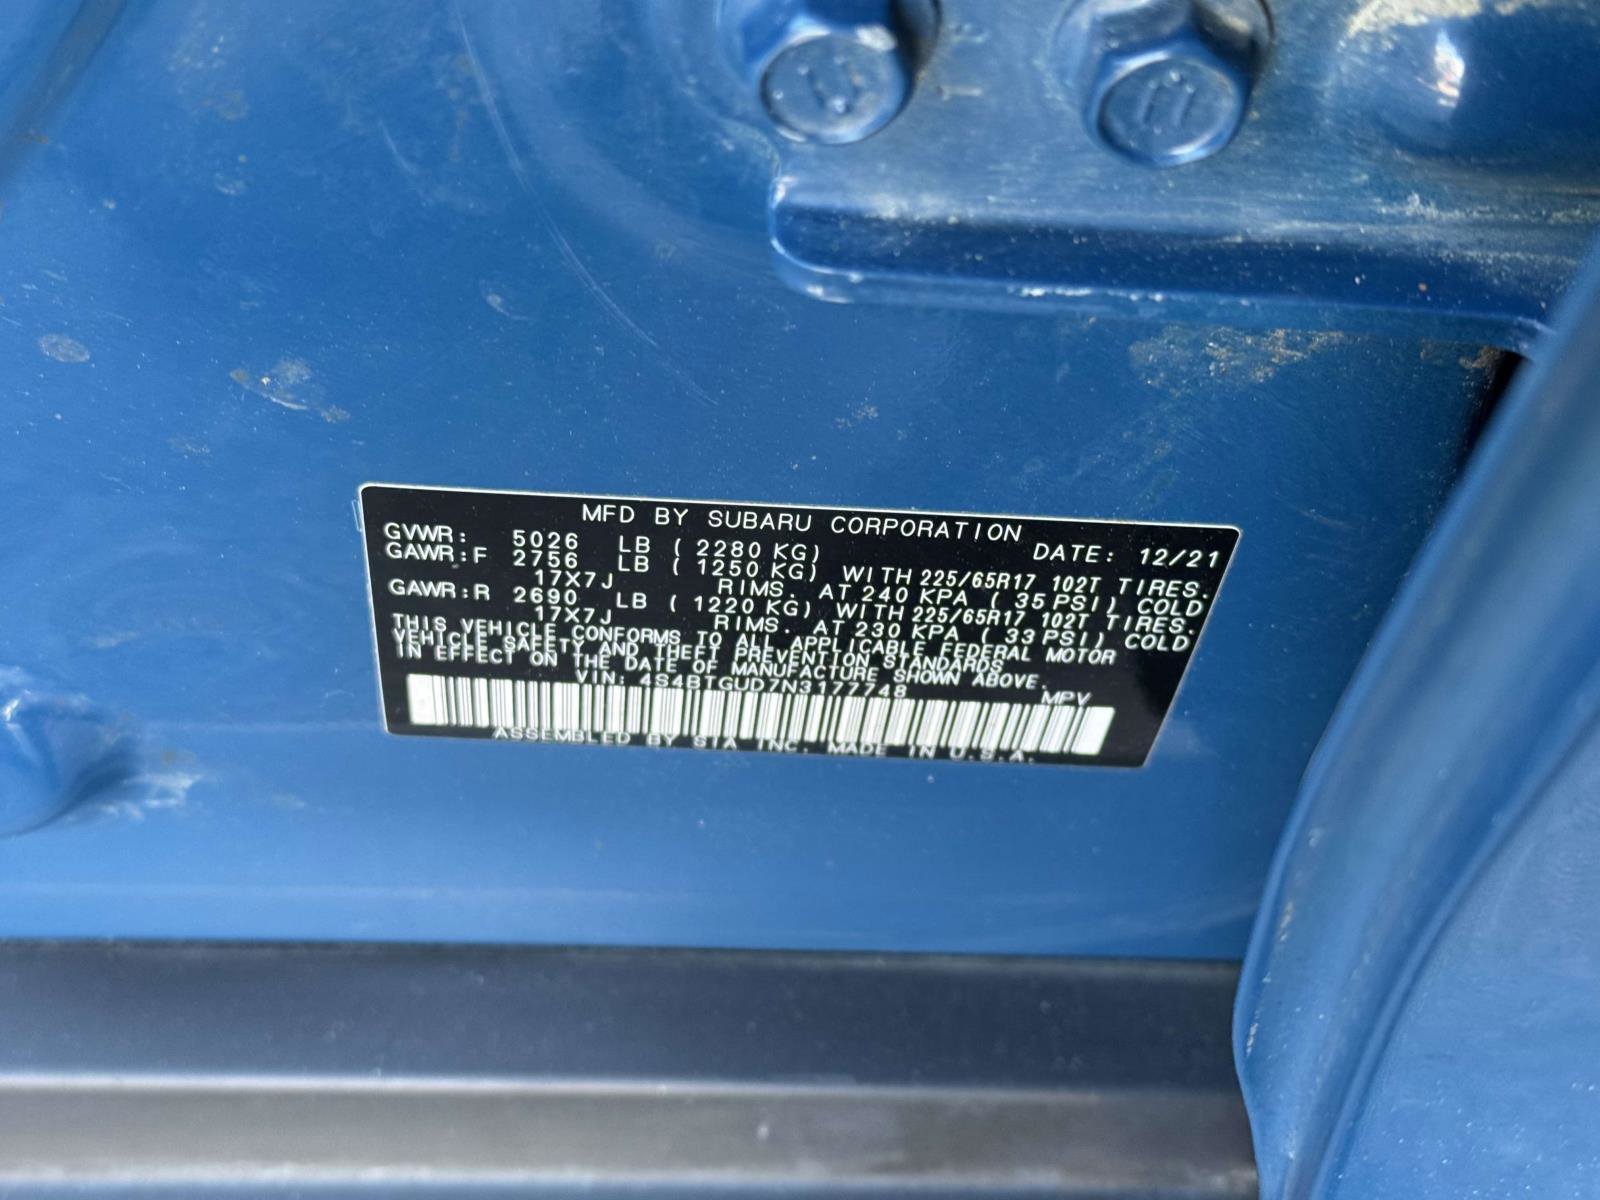 MFD BY SUBARU CORPORATION
GVWR: 5026 LB ( 2280 KG) DATE: 12/21
GAWR:F 2756 LB ( 1250 KG) WITH 225/65R17 102T TIRES.
17X7J RIMS. AT 240 KPA ( 35 PSI) COLD
GAWR:R 2690 LB ( 1220 KG) WITH 225/65R17 102T TIRES.
17X7J RIMS. AT 230 KPA ( 33 PSI) COLD
THIS VEHICLE CONFORMS TO ALL APPLICABLE FEDERAL MOTOR
VEHICLE SAFETY AND THEFT PREVENTION STANDARDS
IN EFFECT ON THE DATE OF MANUFACTURE SHOWN ABOVE.
VIN: 4S4BTGUD7N3177748 MPV
ASSEMBLED BY SIA INC. MADE IN U.S.A.